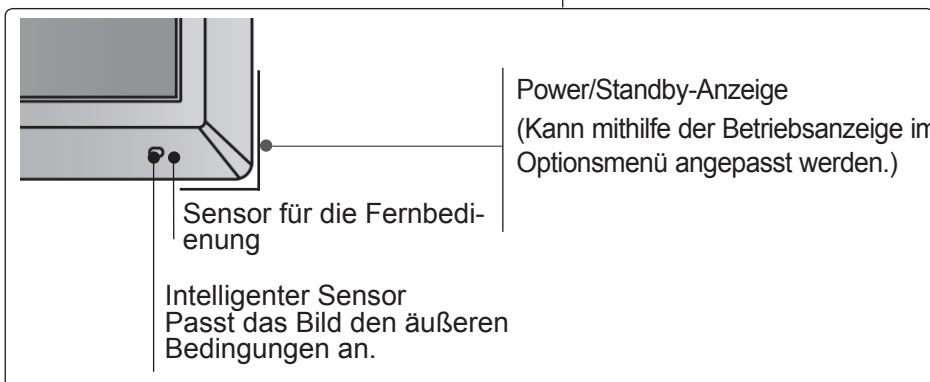 Power/Standby-Anzeige
(Kann mithilfe der Betriebsanzeige im
Optionsmenü angepasst werden.)
Sensor für die Fernbedi-
enung
Intelligenter Sensor
Passt das Bild den äußeren
Bedingungen an.